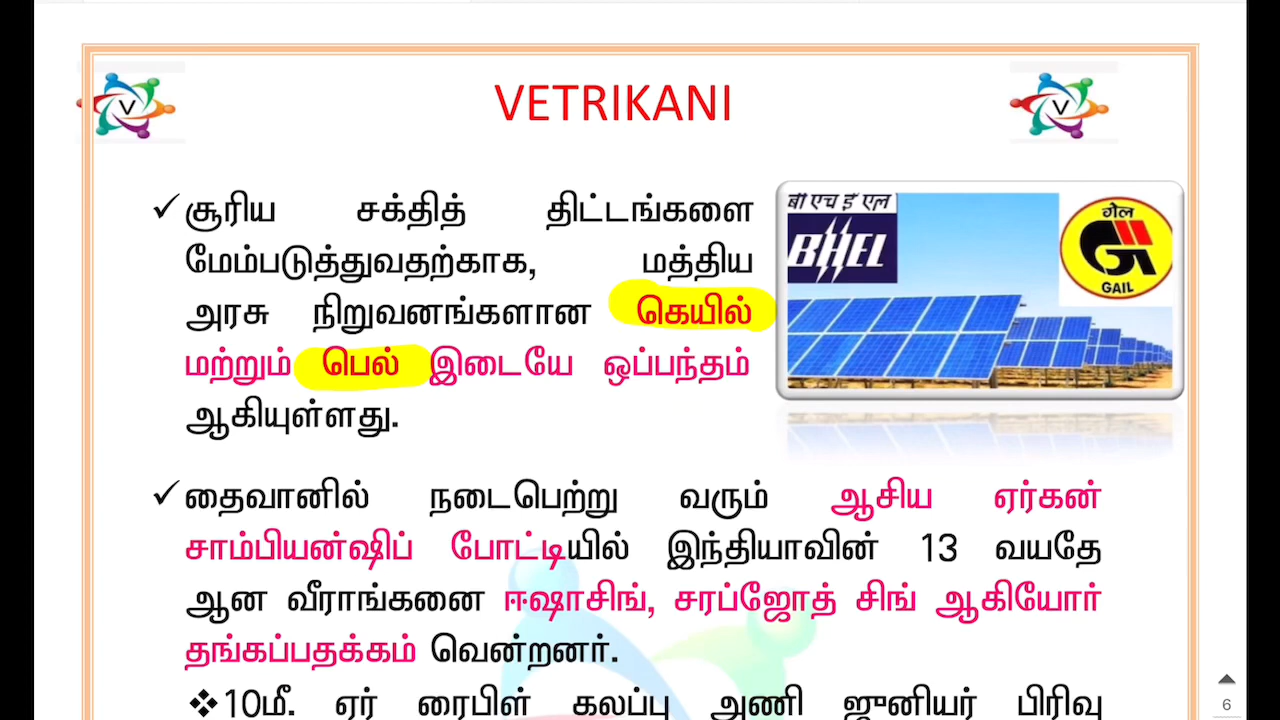 V
VETRIKANI
V
✓ சூரிய சக்தித் திட்டங்களை
மேம்படுத்துவதற்காக, மத்திய
அரசு நிறுவனங்களான கெயில்
மற்றும் பெல் இடையே ஒப்பந்தம்
ஆகியுள்ளது.
बी एच ई एल
BHEL
गेल
GAIL
✓ தைவானில் நடைபெற்று வரும் ஆசிய ஏர்கன்
சாம்பியன்ஷிப் போட்டியில் இந்தியாவின் 13 வயதே
ஆன வீராங்கனை ஈஷாசிங், சரப்ஜோத் சிங் ஆகியோர்
தங்கப்பதக்கம் வென்றனர்.
❖10மீ. ஏர் ரைபிள் கலப்பு அணி ஜுனியர் பிரிவு
6